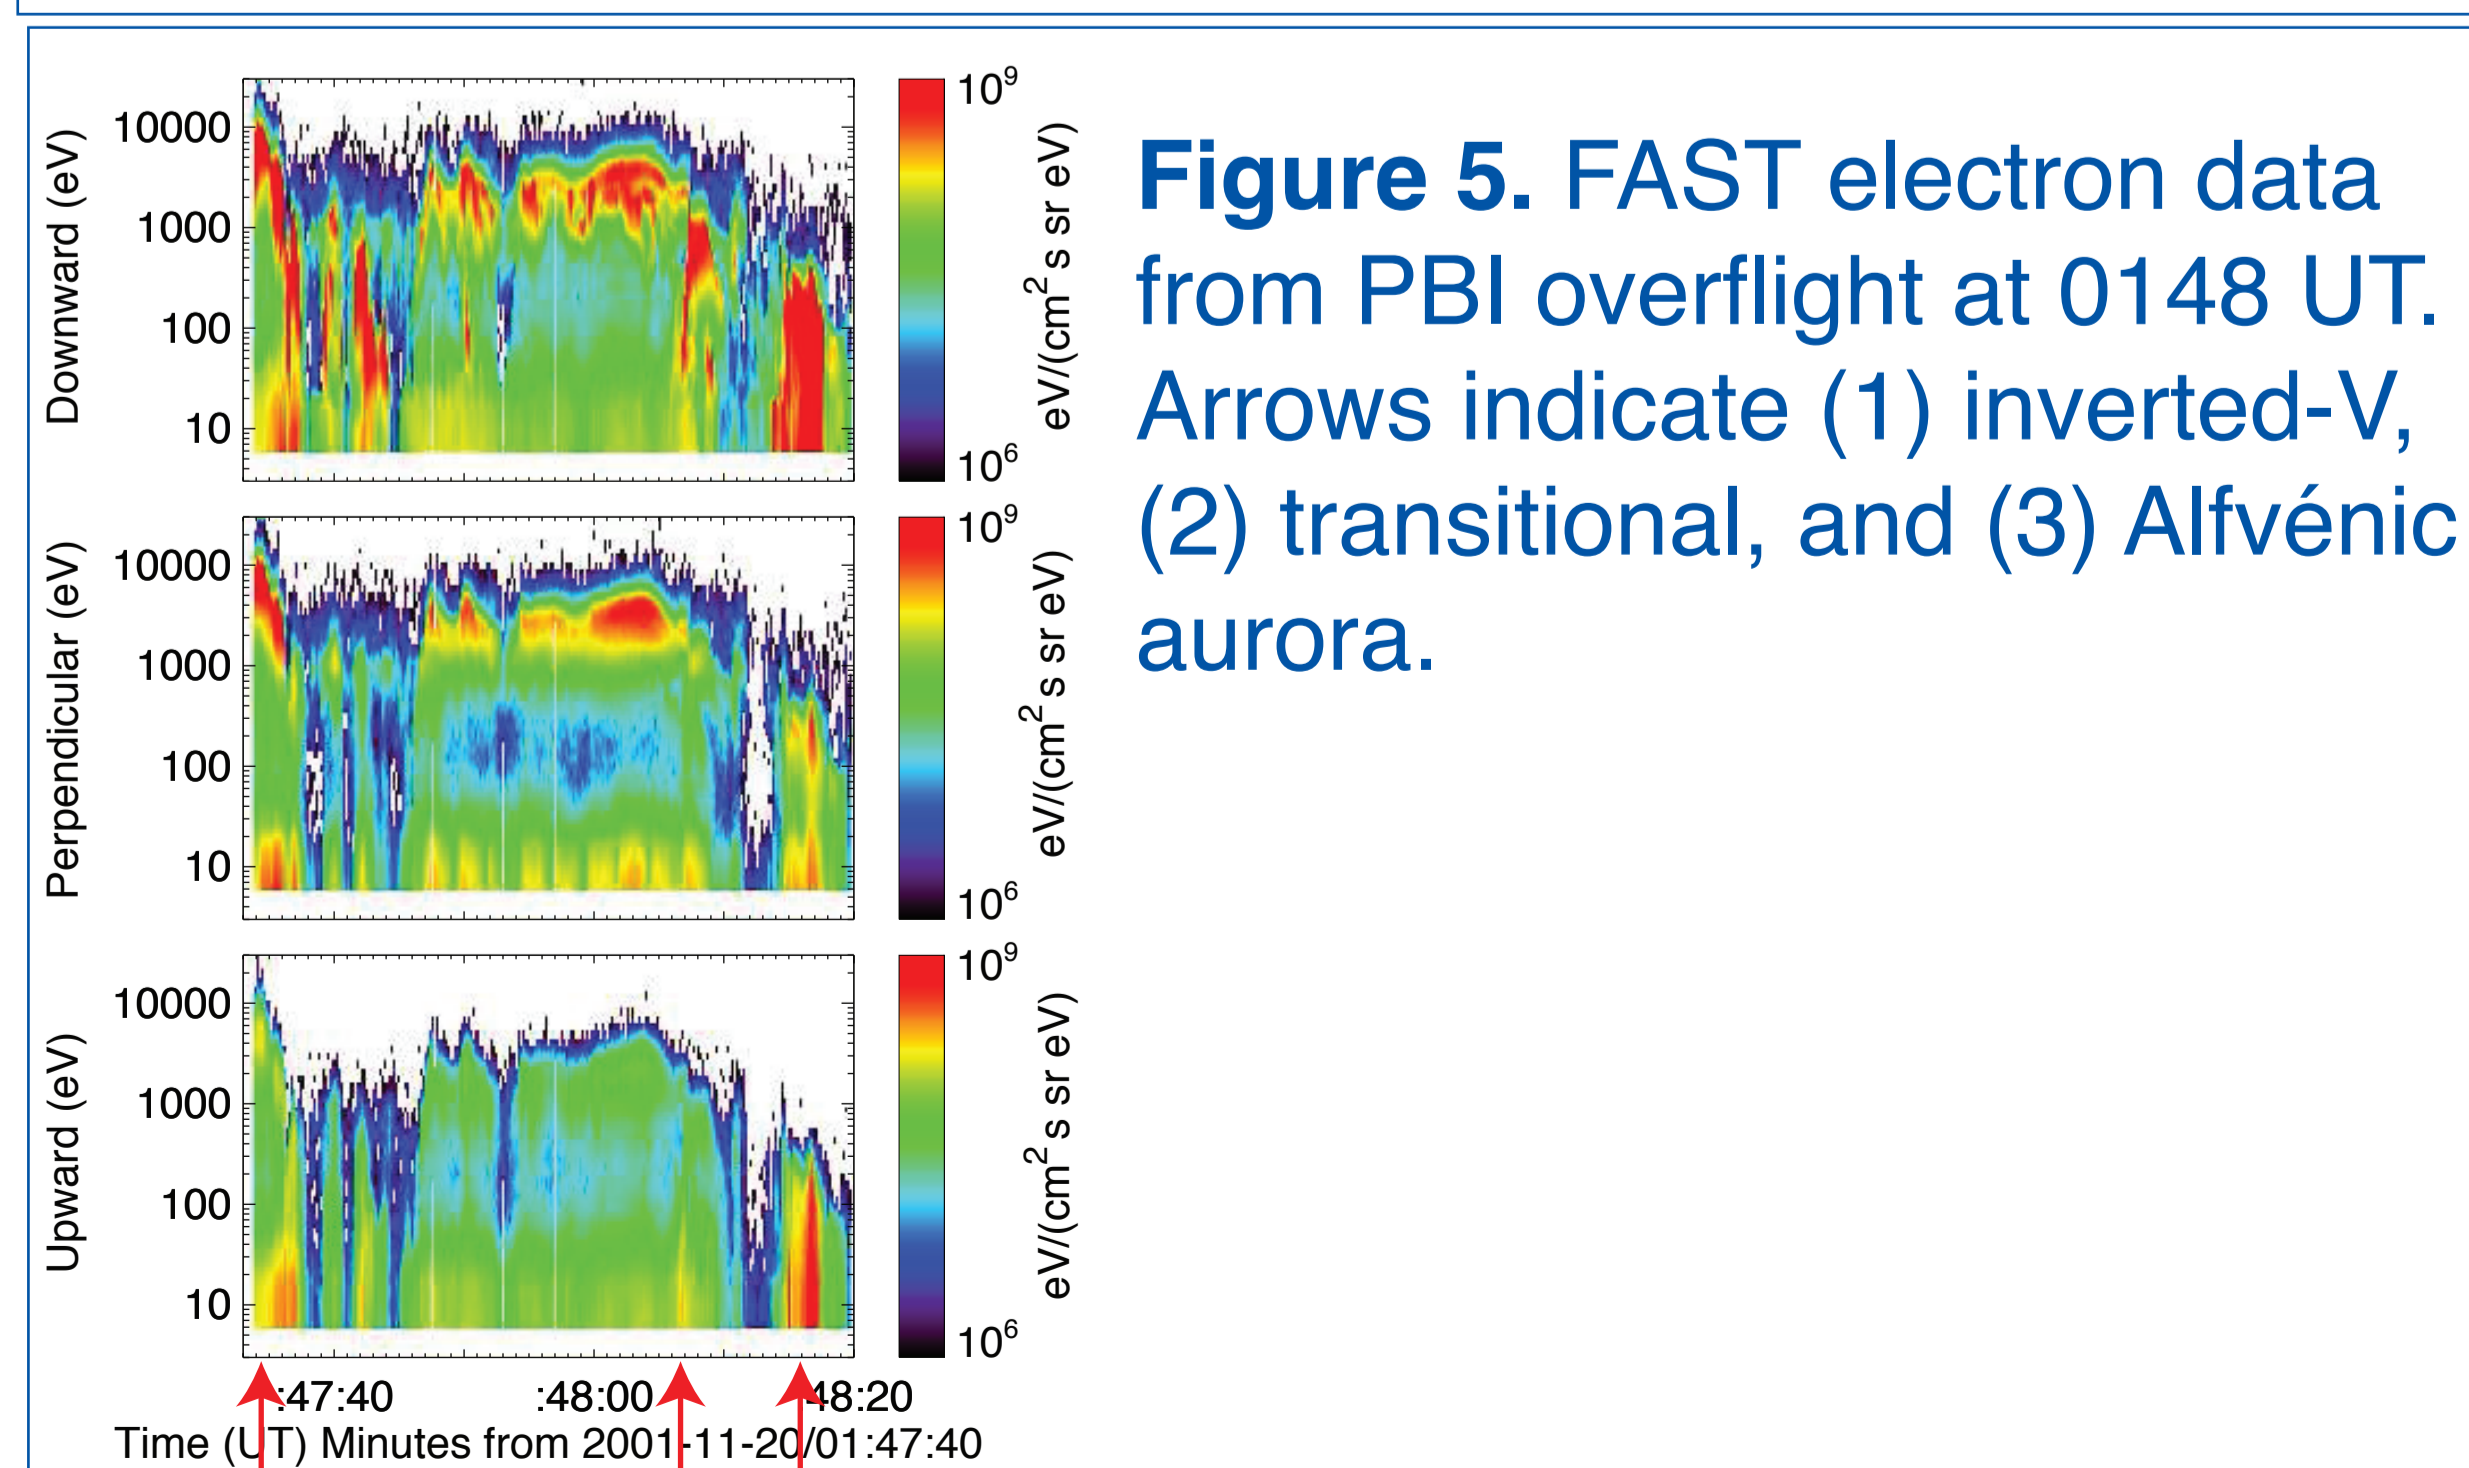 10000
1000
100
10
Downward (eV)
10⁹
10⁶
eV/(cm² s sr eV)
10000
1000
100
10
Perpendicular (eV)
10⁹
10⁶
eV/(cm² s sr eV)
10000
1000
100
10
Upward (eV)
10⁹
10⁶
eV/(cm² s sr eV)
:47:40 :48:00 48:20
Time (UT) Minutes from 2001-11-20/01:47:40
Figure 5. FAST electron data
from PBI overflight at 0148 UT.
Arrows indicate (1) inverted-V,
(2) transitional, and (3) Alfvénic
aurora.